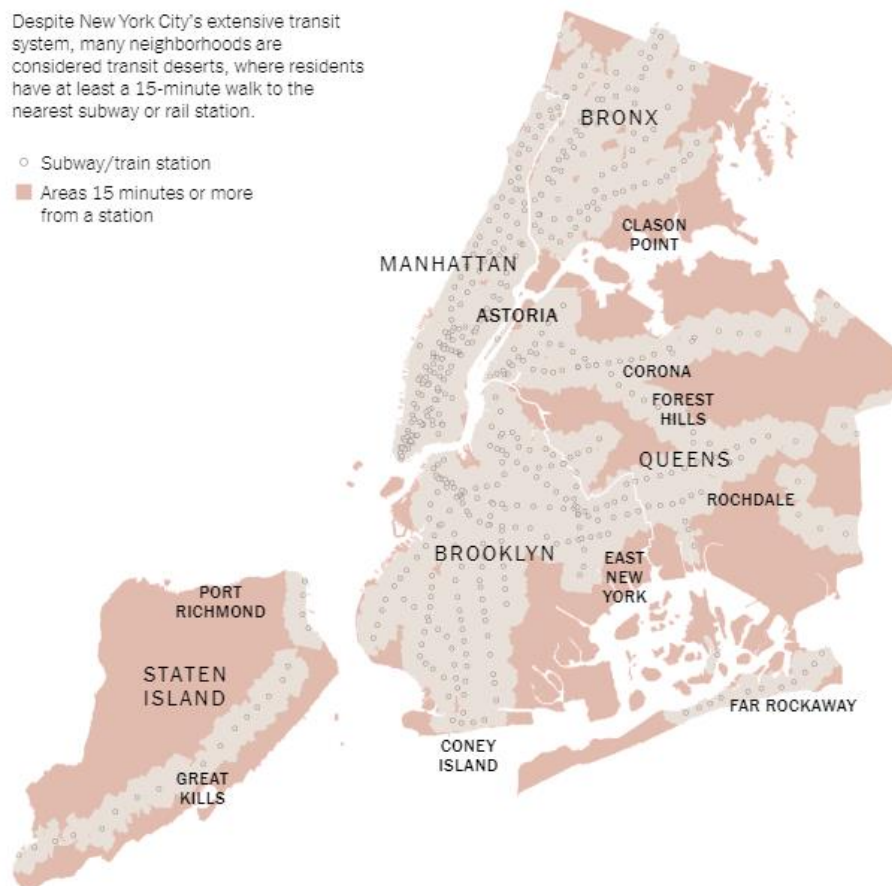 Despite New York City’s extensive transit
system, many neighborhoods are
considered transit deserts, where residents
have at least a 15-minute walk to the
nearest subway or rail station.
Subway/train station
Areas 15 minutes or more
from a station
BRONX
CLASON
POINT
MANHATTAN
ASTORIA
CORONA
FOREST
HILLS
QUEENS
ROCHDALE
BROOKLYN
EAST
NEW
YORK
PORT
RICHMOND
STATEN
ISLAND
FAR ROCKAWAY
CONEY
ISLAND
GREAT
KILLS